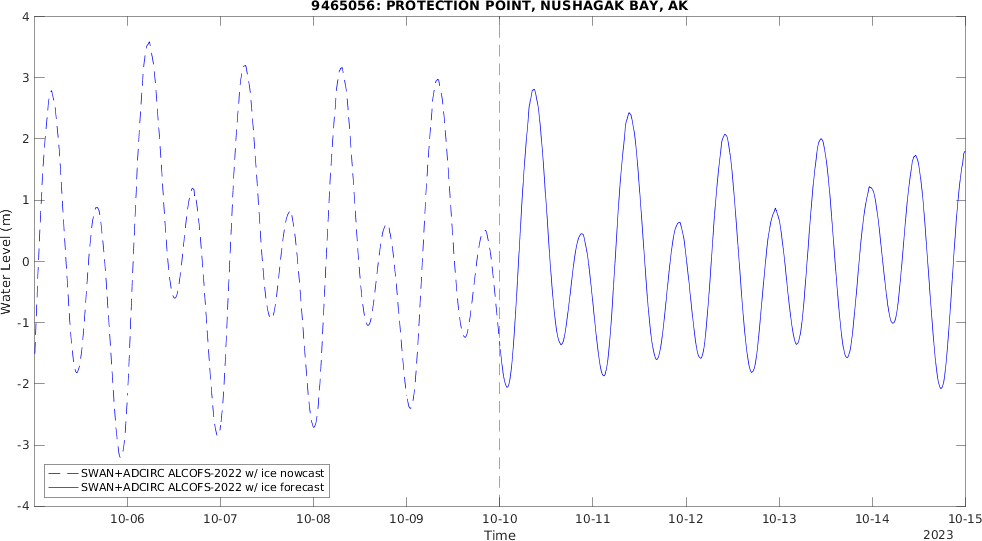 9465056: PROTECTION POINT, NUSHAGAK BAY, AK
4
3
2
1
0
-1
-2
-3
-4
Water Level (m)
SWAN+ADCIRC ALCOFS-2022 w/ ice nowcast
SWAN+ADCIRC ALCOFS-2022 w/ ice forecast
10-06 10-07 10-08 10-09 10-10 10-11 10-12 10-13 10-14 10-15
Time
2023